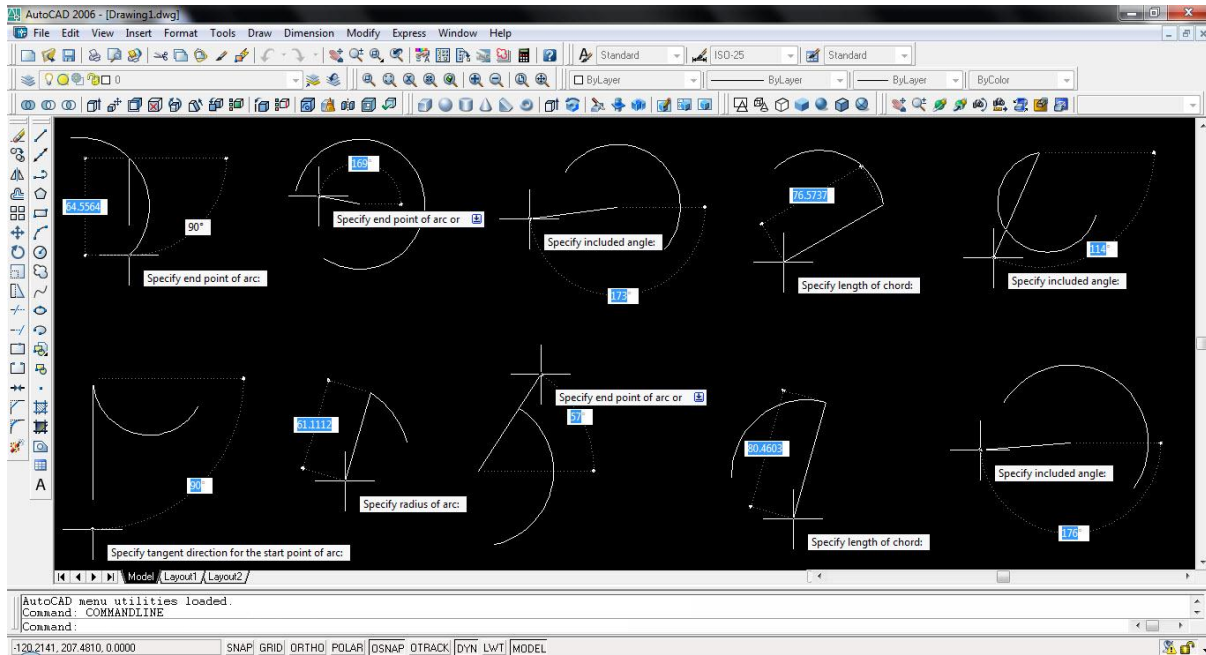 AutoCAD 2006 - [Drawing1.dwg]
File Edit View Insert Format Tools Draw Dimension Modify Express Window Help
Standard ISO-25 Standard
0 ByLayer ByLayer ByLayer ByColor
64.5564
90°
Specify end point of arc:
169°
Specify end point of arc or
Specify included angle:
173°
76.5737
Specify length of chord:
114°
Specify included angle:
90°
Specify tangent direction for the start point of arc:
61.1112
Specify radius of arc:
Specify end point of arc or
57°
80.4603
Specify length of chord:
Specify included angle:
176°
A
Model Layout1 Layout2
AutoCAD menu utilities loaded.
Command: COMMANDLINE
Command:
-120.2141, 207.4810, 0.0000 SNAP GRID ORTHO POLAR OSNAP OTRACK DYN LWT MODEL